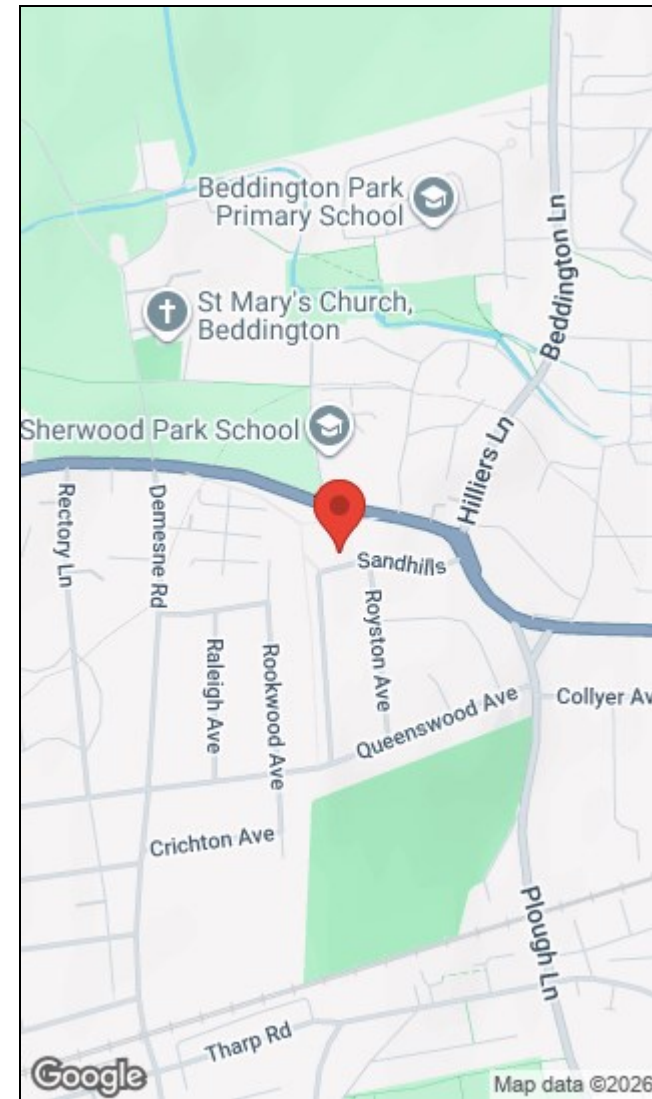 Beddington Park
Primary School
Beddington Ln
St Mary's Church,
Beddington
Sherwood Park School
Hilliers Ln
Rectory Ln
Demesne Rd
Sandhills
Raleigh Ave
Rookwood Ave
Royston Ave
Queenswood Ave
Collyer Av
Crichton Ave
Plough Ln
Tharp Rd
Google
Map data ©2026